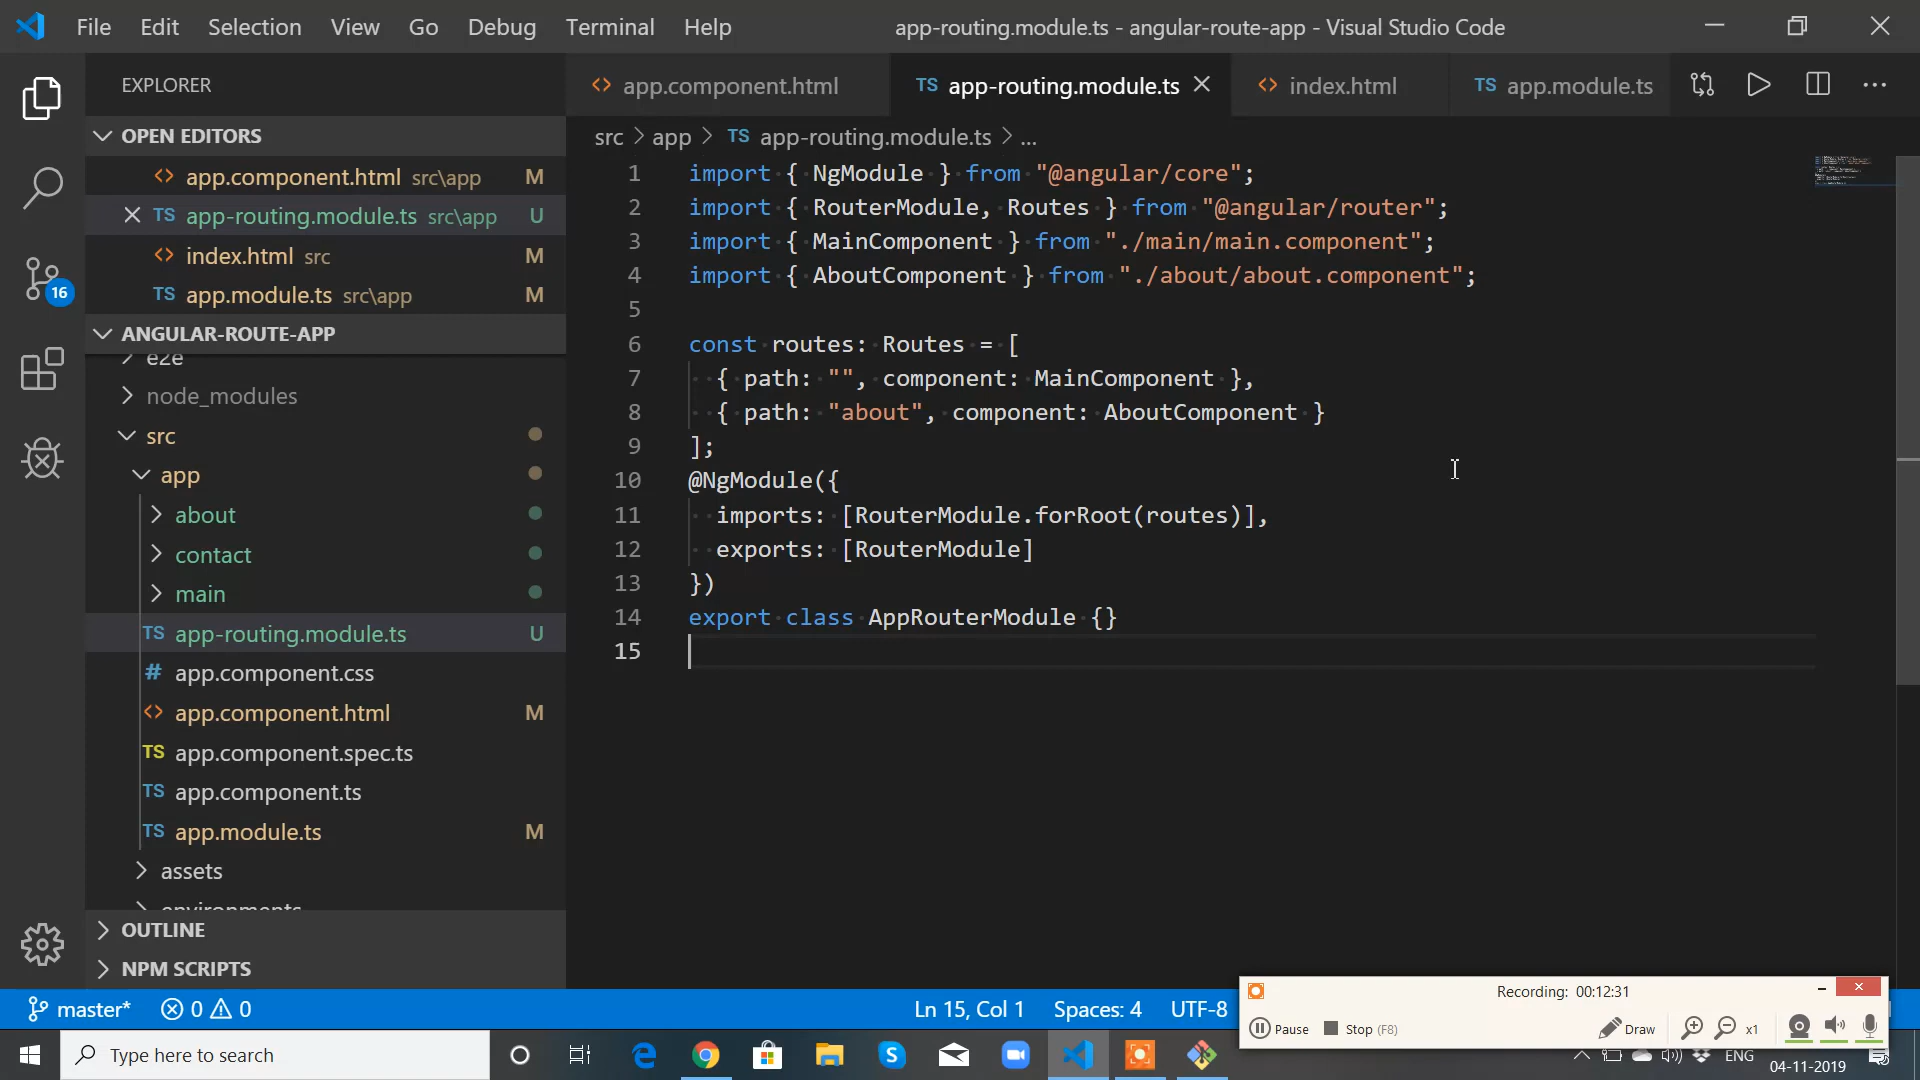 File Edit Selection View Go Debug Terminal Help app-routing.module.ts - angular-route-app - Visual Studio Code
EXPLORER
OPEN EDITORS
<> app.component.html src\app M
TS app-routing.module.ts src\app U
<> index.html src M
TS app.module.ts src\app M
ANGULAR-ROUTE-APP
e2e
node_modules
src
app
about
contact
main
TS app-routing.module.ts U
# app.component.css
<> app.component.html M
TS app.component.spec.ts
TS app.component.ts
TS app.module.ts M
assets
environments
OUTLINE
NPM SCRIPTS
16
<> app.component.html TS app-routing.module.ts <> index.html TS app.module.ts
src > app > TS app-routing.module.ts > ...
1 import { NgModule } from "@angular/core";
2 import { RouterModule, Routes } from "@angular/router";
3 import { MainComponent } from "./main/main.component";
4 import { AboutComponent } from "./about/about.component";
5
6 const routes: Routes = [
7 { path: "", component: MainComponent },
8 { path: "about", component: AboutComponent }
9 ];
10 @NgModule({
11 imports: [RouterModule.forRoot(routes)],
12 exports: [RouterModule]
13 })
14 export class AppRouterModule {}
15
master* 0 0 Ln 15, Col 1 Spaces: 4 UTF-8
Recording: 00:12:31
Pause Stop (F8) Draw x1
Type here to search
ENG
04-11-2019